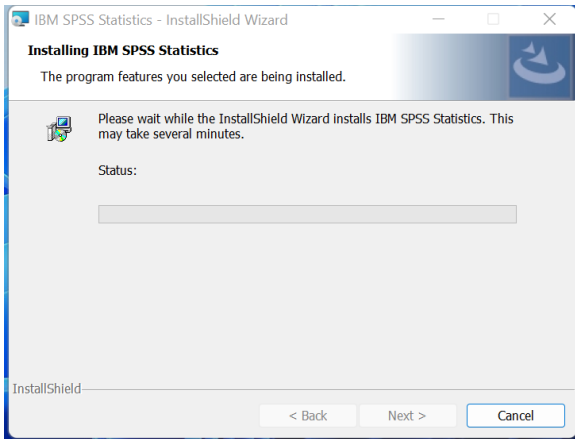 IBM SPSS Statistics - InstallShield Wizard
Installing IBM SPSS Statistics
The program features you selected are being installed.
Please wait while the InstallShield Wizard installs IBM SPSS Statistics. This
may take several minutes.
Status:
InstallShield
< Back
Next >
Cancel